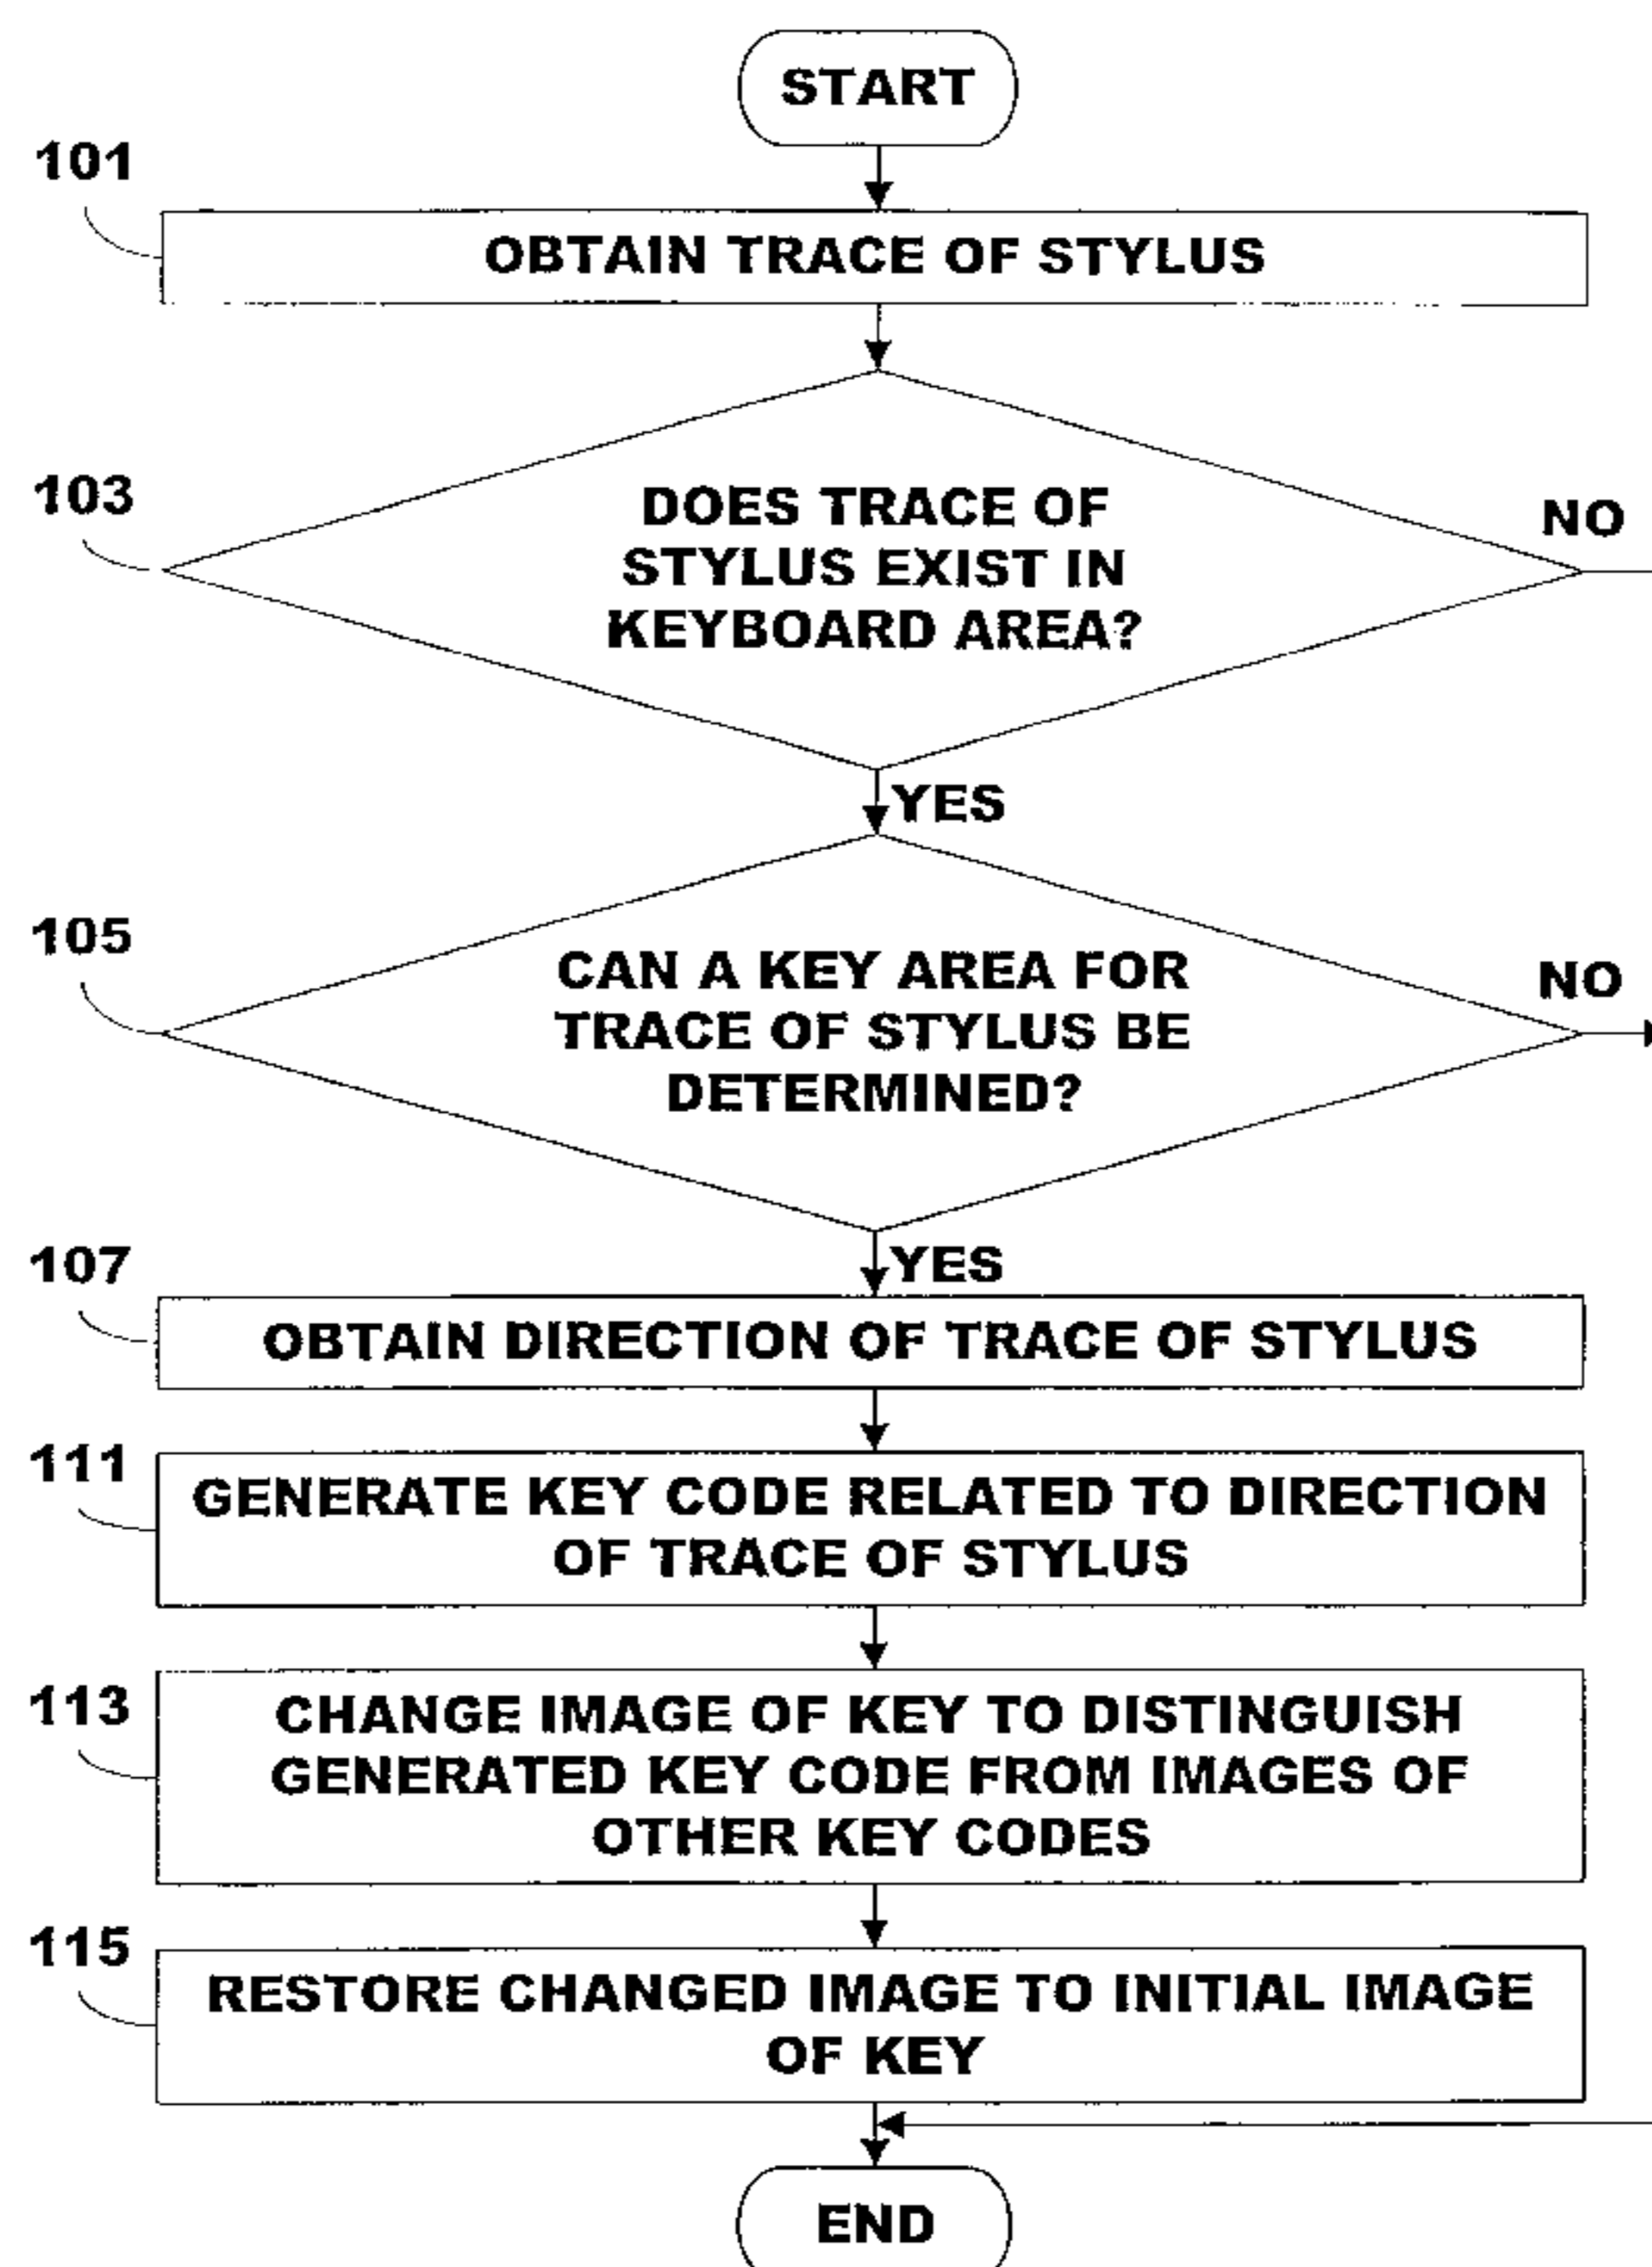 START
101
OBTAIN TRACE OF STYLUS
103
DOES TRACE OF
STYLUS EXIST IN
KEYBOARD AREA?
NO
YES
105
CAN A KEY AREA FOR
TRACE OF STYLUS BE
DETERMINED?
NO
YES
107
OBTAIN DIRECTION OF TRACE OF STYLUS
111
GENERATE KEY CODE RELATED TO DIRECTION
OF TRACE OF STYLUS
113
CHANGE IMAGE OF KEY TO DISTINGUISH
GENERATED KEY CODE FROM IMAGES OF
OTHER KEY CODES
115
RESTORE CHANGED IMAGE TO INITIAL IMAGE
OF KEY
END